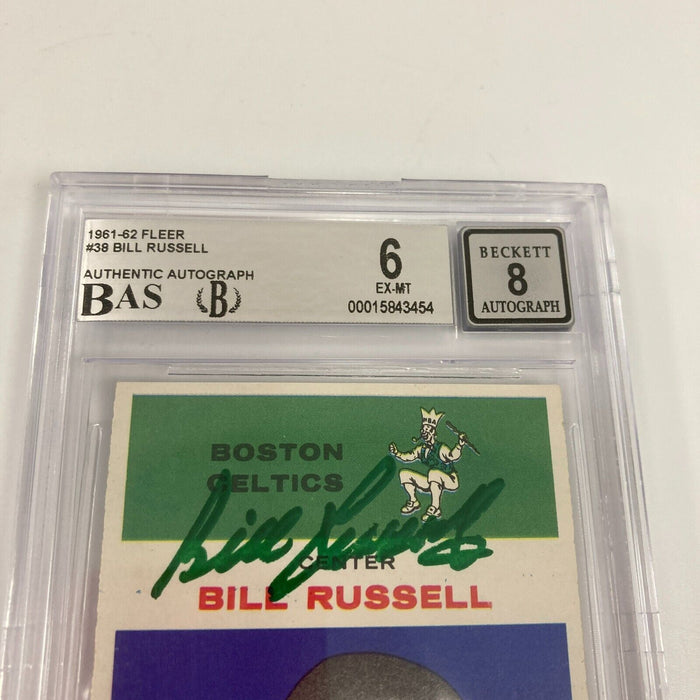 1961-62 FLEER
#38 BILL RUSSELL
AUTHENTIC AUTOGRAPH
BAS
B
6
EX-MT
00015843454
BECKETT
8
AUTOGRAPH
BOSTON
CELTICS
NBA
Bill Russell
CENTER
BILL RUSSELL